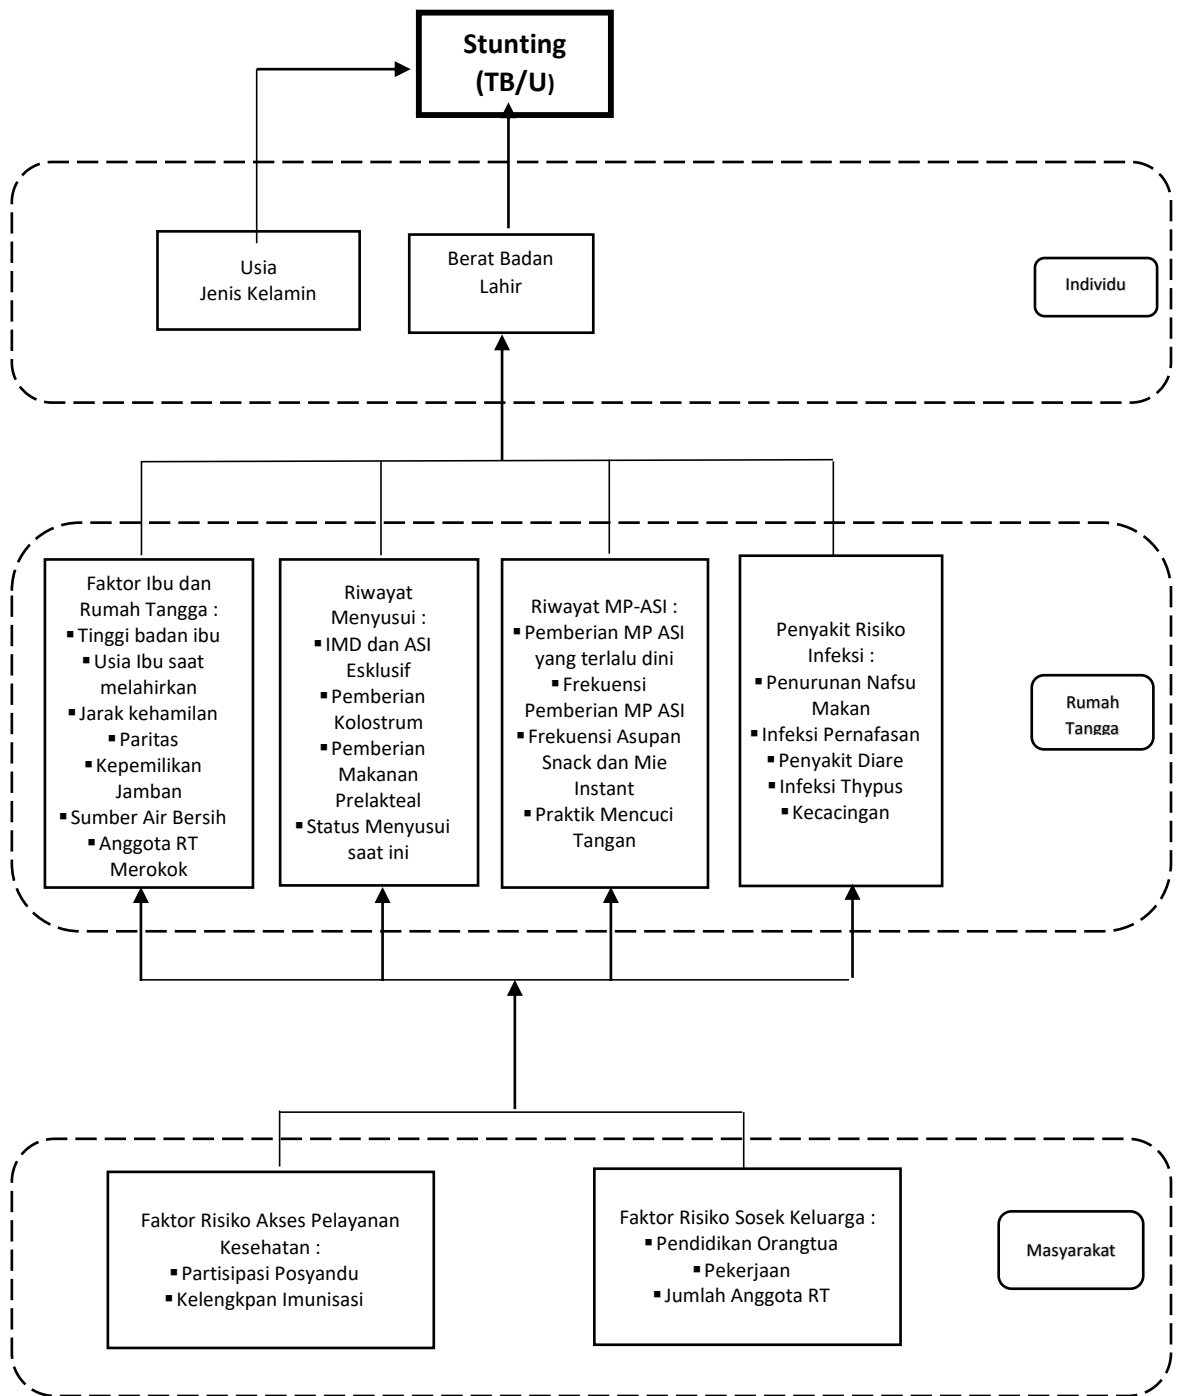 Stunting
(TB/U)
Usia
Jenis Kelamin
Berat Badan
Lahir
Individu
Faktor Ibu dan
Rumah Tangga :
▪ Tinggi badan ibu
▪ Usia Ibu saat
melahirkan
▪ Jarak kehamilan
▪ Paritas
▪ Kepemilikan
Jamban
▪ Sumber Air Bersih
▪ Anggota RT
Merokok
Riwayat
Menyusui :
▪ IMD dan ASI
Esklusif
▪ Pemberian
Kolostrum
▪ Pemberian
Makanan
Prelakteal
▪ Status Menyusui
saat ini
Riwayat MP-ASI :
▪ Pemberian MP ASI
yang terlalu dini
▪ Frekuensi
Pemberian MP ASI
▪ Frekuensi Asupan
Snack dan Mie
Instant
▪ Praktik Mencuci
Tangan
Penyakit Risiko
Infeksi :
▪ Penurunan Nafsu
Makan
▪ Infeksi Pernafasan
▪ Penyakit Diare
▪ Infeksi Thypus
▪ Kecacingan
Rumah
Tangga
Faktor Risiko Akses Pelayanan
Kesehatan :
▪ Partisipasi Posyandu
▪ Kelengkpan Imunisasi
Faktor Risiko Sosek Keluarga :
▪ Pendidikan Orangtua
▪ Pekerjaan
▪ Jumlah Anggota RT
Masyarakat